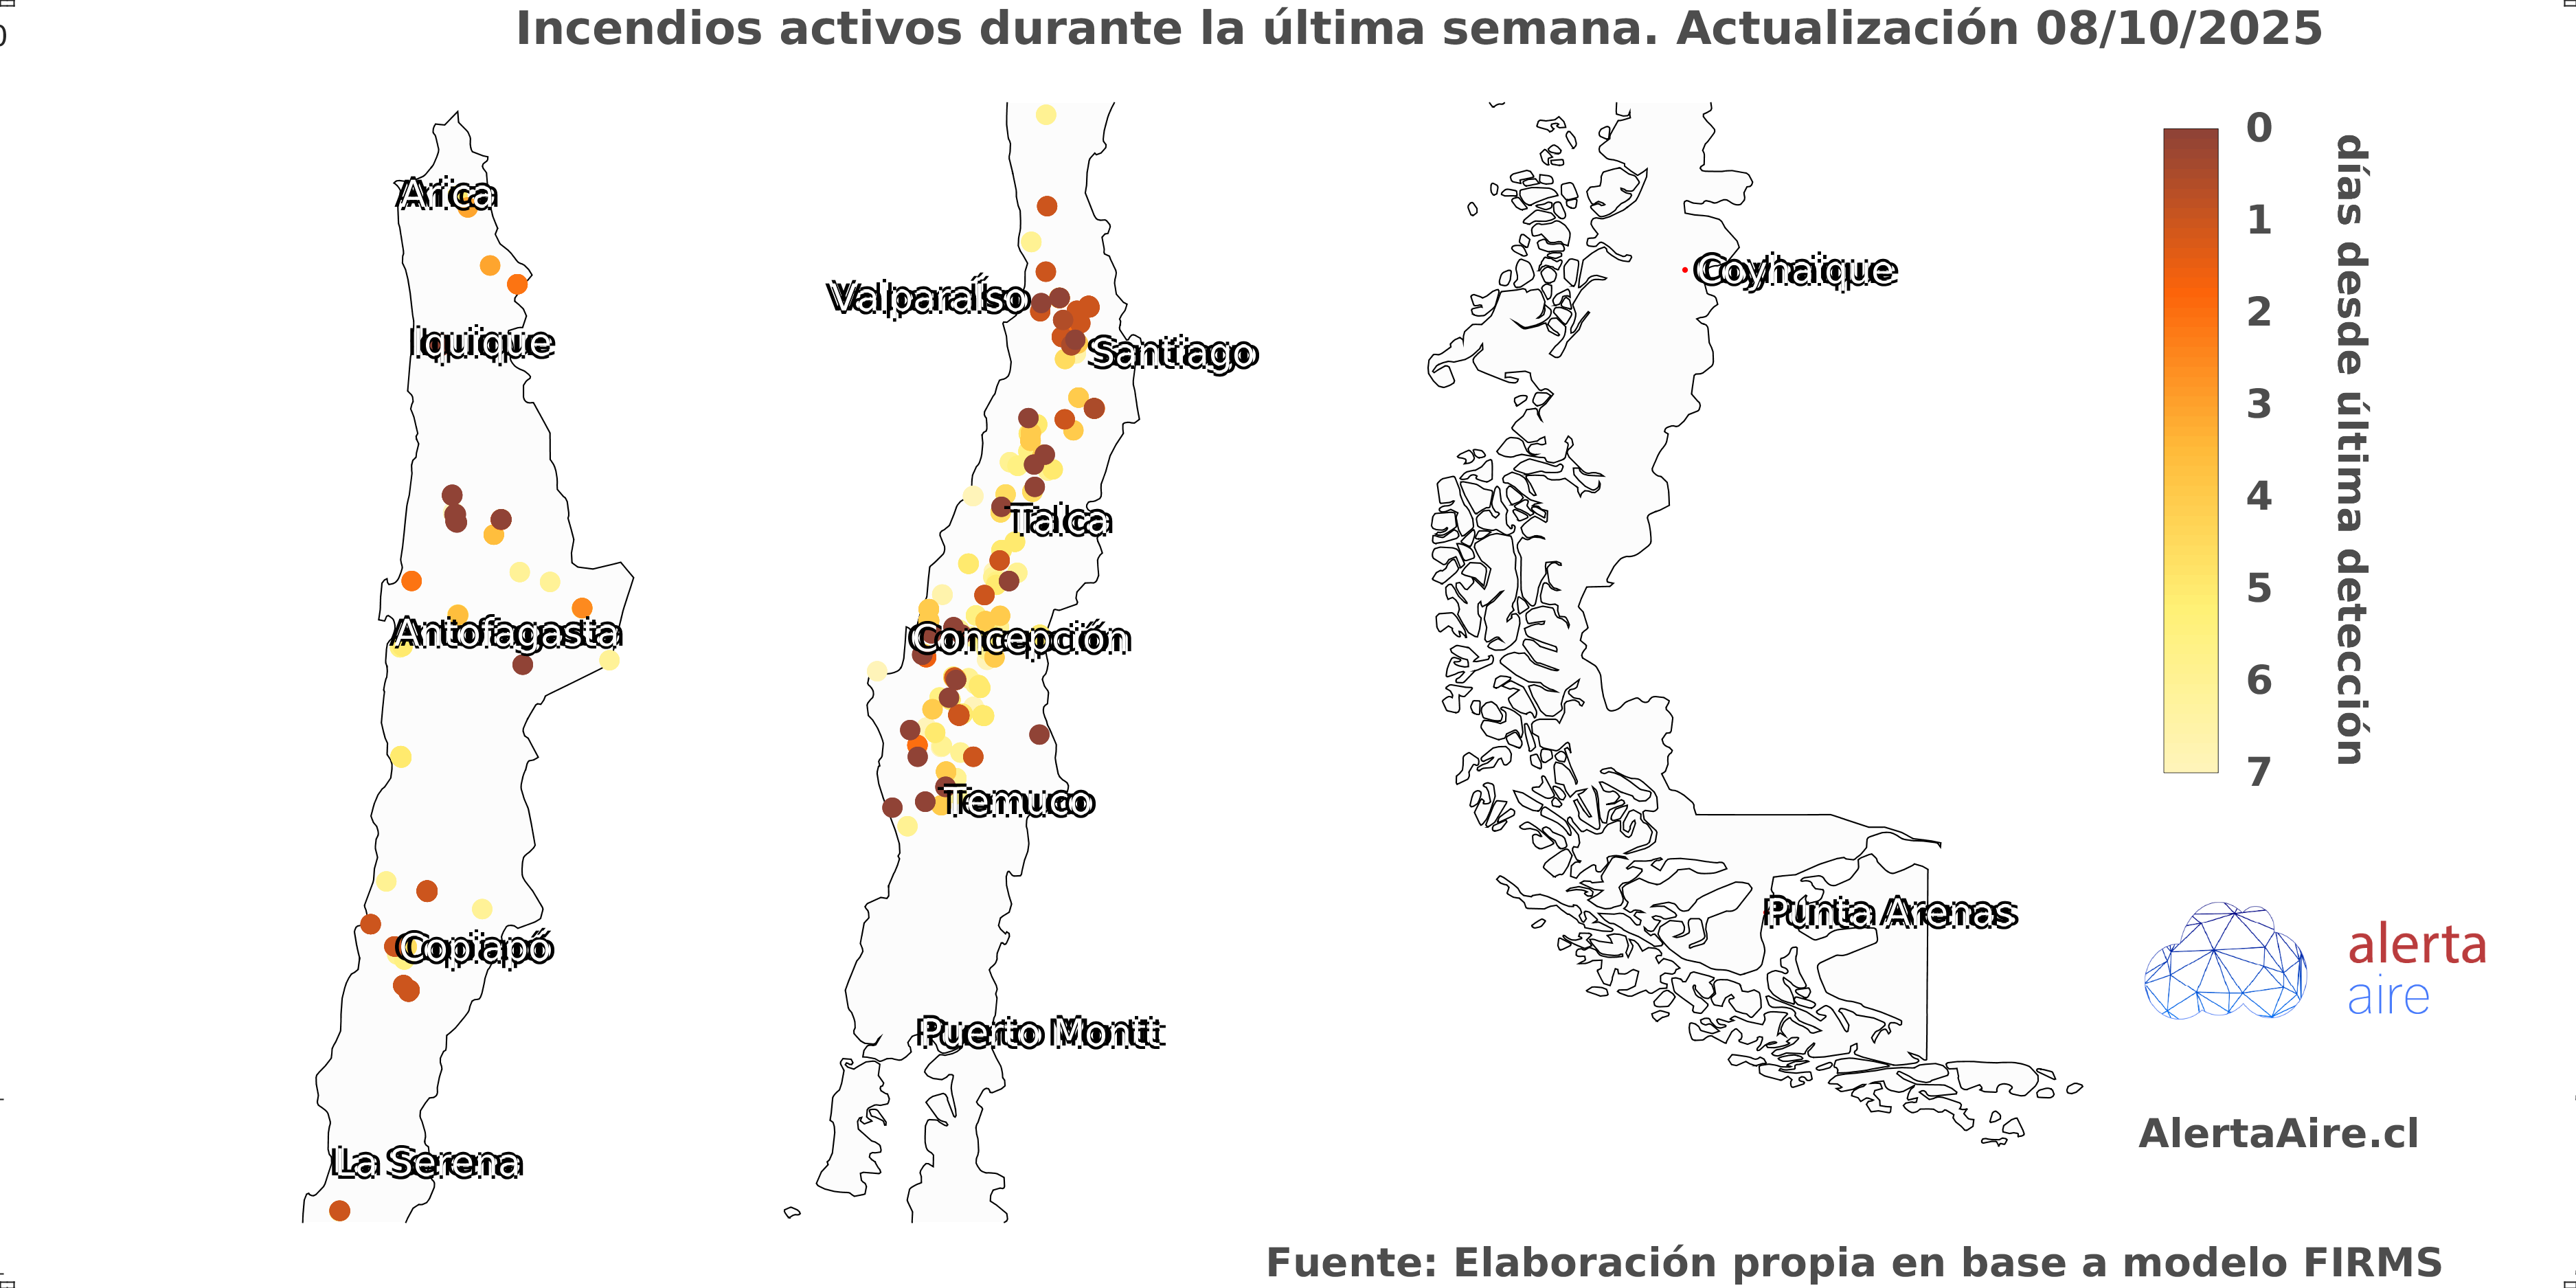 Incendios activos durante la última semana. Actualización 08/10/2025
0
Arica
Iquique
Antofagasta
Copiapó
La Serena
Valparaíso
Santiago
Talca
Concepción
Temuco
Puerto Montt
Coyhaique
Punta Arenas
0
1
2
3
4
5
6
7
días desde última detección
alerta
aire
AlertaAire.cl
Fuente: Elaboración propia en base a modelo FIRMS